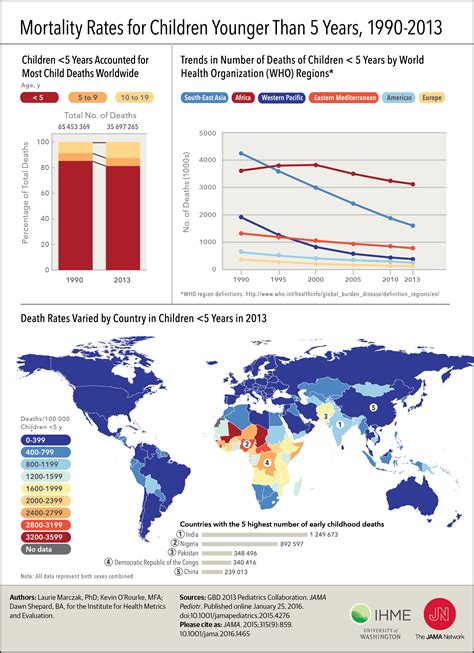 Mortality Rates for Children Younger Than 5 Years, 1990-2013
Children <5 Years Accounted for
Most Child Deaths Worldwide
Age, y
< 5
5 to 9
10 to 19
Total No. of Deaths
65 453 369
35 697 265
Percentage of Total Deaths
100
80
60
40
20
0
1990
2013
Trends in Number of Deaths of Children < 5 Years by World
Health Organization (WHO) Regions*
South-East Asia
Africa
Western Pacific
Eastern Mediterranean
Americas
Europe
No. of Deaths (1000s)
5000
4000
3000
2000
1000
0
1990
1995
2000
2005
2010
2013
*WHO region definitions: http://www.who.int/healthinfo/global_burden_disease/definition_regions/en/
Death Rates Varied by Country in Children <5 Years in 2013
Deaths/100 000
Children <5 y
0-399
400-799
800-1199
1200-1599
1600-1999
2000-2399
2400-2799
2800-3199
3200-3599
No data
Note: All data represent both sexes combined
1
2
3
4
5
Countries with the 5 highest number of early childhood deaths
1 India 1 249 673
2 Nigeria 892 597
3 Pakistan 348 496
4 Democratic Republic of the Congo 340 416
5 China 239 013
Authors: Laurie Marczak, PhD; Kevin O'Rourke, MFA;
Dawn Shepard, BA, for the Institute for Health Metrics
and Evaluation.
Sources: GBD 2013 Pediatrics Collaboration. JAMA
Pediatr. Published online January 25, 2016.
doi:10.1001/jamapediatrics.2015.4276
Please cite as: JAMA. 2015;315(9):859.
10.1001/jama.2016.1465
IHME
UNIVERSITY of
WASHINGTON
JN
The JAMA Network